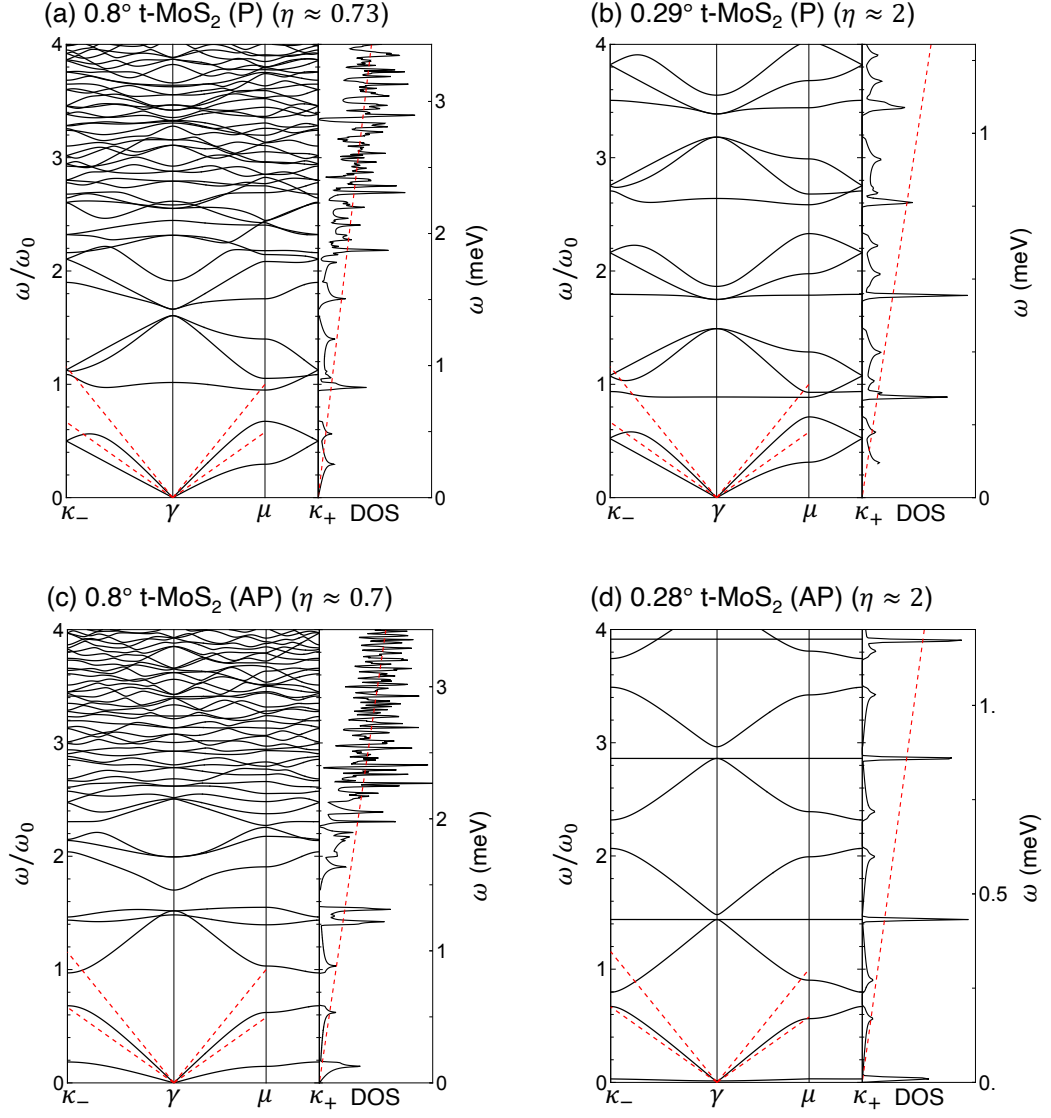 (a) 0.8° t-MoS₂ (P) (η ≈ 0.73)
4
3
2
1
0
ω/ω₀
3
2
1
0
ω (meV)
κ₋ γ μ κ₊ DOS
(b) 0.29° t-MoS₂ (P) (η ≈ 2)
4
3
2
1
0
ω/ω₀
1
0
ω (meV)
κ₋ γ μ κ₊ DOS
(c) 0.8° t-MoS₂ (AP) (η ≈ 0.7)
4
3
2
1
0
ω/ω₀
3
2
1
0
ω (meV)
κ₋ γ μ κ₊ DOS
(d) 0.28° t-MoS₂ (AP) (η ≈ 2)
4
3
2
1
0
ω/ω₀
1.
0.5
0.
ω (meV)
κ₋ γ μ κ₊ DOS